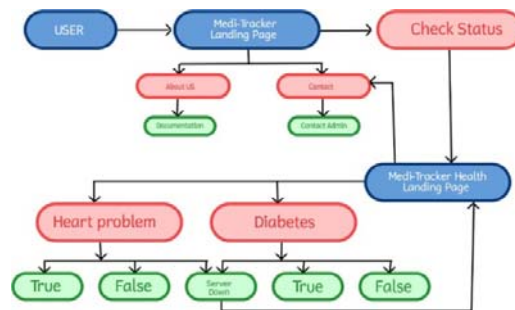 USER
Medi-Tracker
Landing Page
Check Status
About US
Contact
Documentation
Contact Admin
Medi-Tracker Health
Landing Page
Heart problem
Diabetes
True
False
Server
Down
True
False